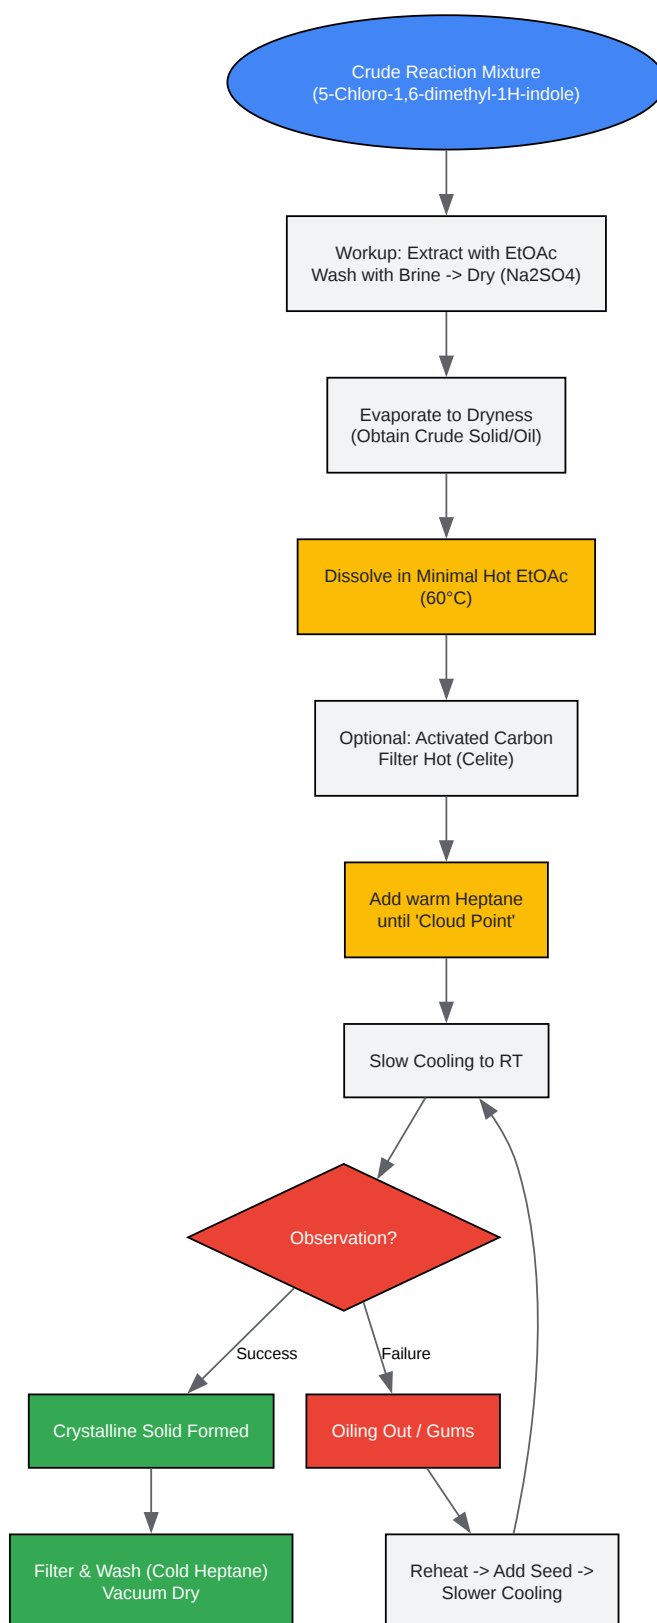 Crude Reaction Mixture
(5-Chloro-1,6-dimethyl-1H-indole)
Workup: Extract with EtOAc
Wash with Brine -> Dry (Na2SO4)
Evaporate to Dryness
(Obtain Crude Solid/Oil)
Dissolve in Minimal Hot EtOAc
(60°C)
Optional: Activated Carbon
Filter Hot (Celite)
Add warm Heptane
until 'Cloud Point'
Slow Cooling to RT
Observation?
Success
Failure
Crystalline Solid Formed
Oiling Out / Gums
Filter & Wash (Cold Heptane)
Vacuum Dry
Reheat -> Add Seed ->
Slower Cooling